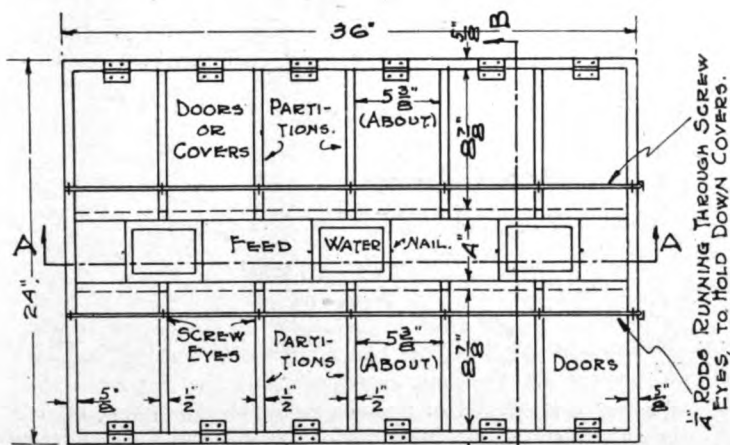 36"
B
5/8"
DOORS
OR
COVERS
PARTI-
TIONS.
5 3/8"
(ABOUT)
8 7/8"
24"
A
FEED
WATER
NAIL.
4"
A
SCREW
EYES
PARTI-
TIONS
5 3/8"
(ABOUT)
8 7/8"
DOORS
5/8"
1/2"
1/2"
1/2"
5/8"
1/4" RODS RUNNING THROUGH SCREW
EYES, TO HOLD DOWN COVERS.